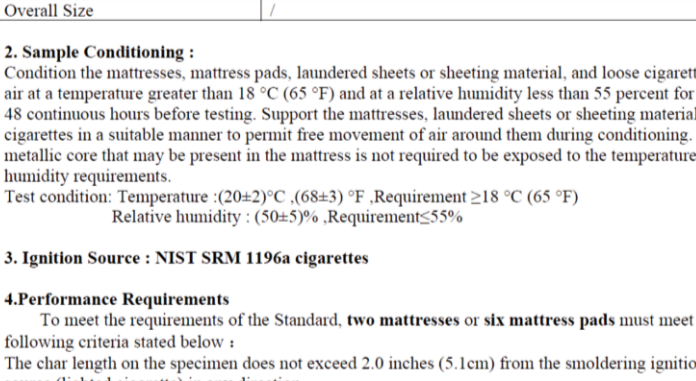 Overall Size /
2. Sample Conditioning :
Condition the mattresses, mattress pads, laundered sheets or sheeting material, and loose cigarett
air at a temperature greater than 18 °C (65 °F) and at a relative humidity less than 55 percent for
48 continuous hours before testing. Support the mattresses, laundered sheets or sheeting material
cigarettes in a suitable manner to permit free movement of air around them during conditioning.
metallic core that may be present in the mattress is not required to be exposed to the temperature
humidity requirements.
Test condition: Temperature :(20±2)°C ,(68±3) °F ,Requirement ≥18 °C (65 °F)
Relative humidity : (50±5)% ,Requirement≤55%
3. Ignition Source : NIST SRM 1196a cigarettes
4.Performance Requirements
To meet the requirements of the Standard, two mattresses or six mattress pads must meet
following criteria stated below :
The char length on the specimen does not exceed 2.0 inches (5.1cm) from the smoldering ignitio